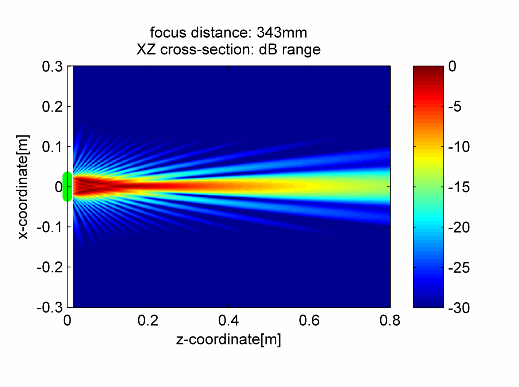 focus distance: 343mm
XZ cross-section: dB range
0.3
0.2
0.1
0
-0.1
-0.2
-0.3
x-coordinate[m]
0 0.2 0.4 0.6 0.8
z-coordinate[m]
0
-5
-10
-15
-20
-25
-30